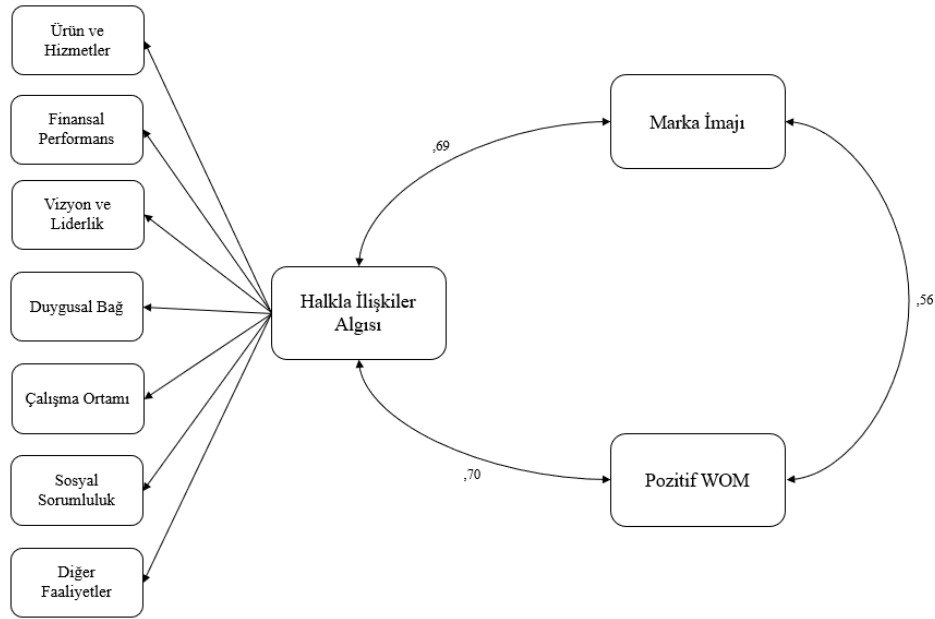 Ürün ve
Hizmetler
Finansal
Performans
Vizyon ve
Liderlik
Duygusal Bağ
Çalışma Ortamı
Sosyal
Sorumluluk
Diğer
Faaliyetler
Halkla İlişkiler
Algısı
,69
,70
Marka İmajı
Pozitif WOM
,56